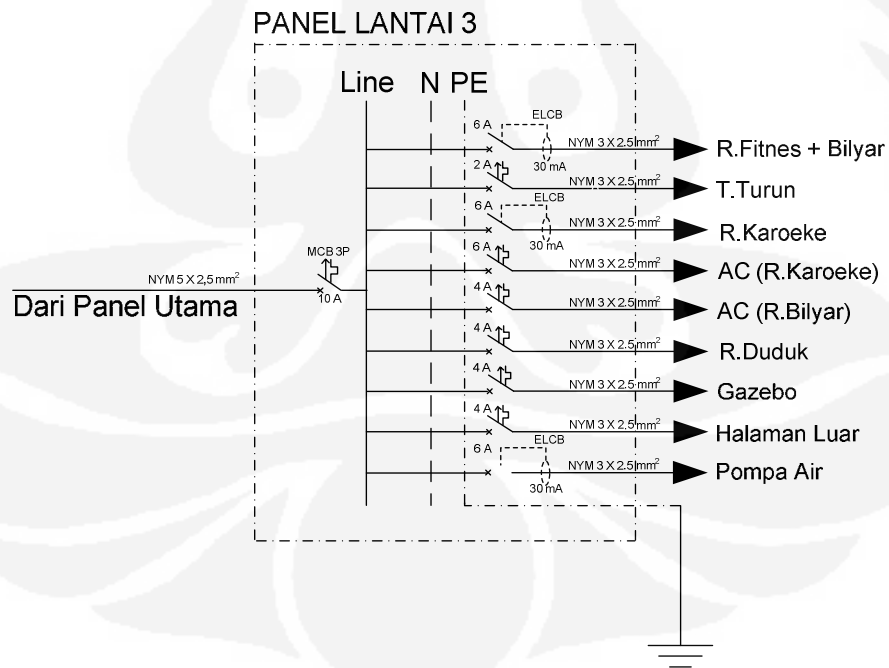 PANEL LANTAI 3
Line N PE
ELCB
6 A NYM 3 X 2.5 mm² R.Fitnes + Bilyar
30 mA
2 A NYM 3 X 2.5 mm² T.Turun
ELCB
6 A NYM 3 X 2.5 mm² R.Karoeke
30 mA
MCB 3P
6 A NYM 3 X 2.5 mm² AC (R.Karoeke)
NYM 5 X 2,5 mm²
10 A
Dari Panel Utama
4 A NYM 3 X 2.5 mm² AC (R.Bilyar)
4 A NYM 3 X 2.5 mm² R.Duduk
4 A NYM 3 X 2.5 mm² Gazebo
4 A NYM 3 X 2.5 mm² Halaman Luar
ELCB
6 A NYM 3 X 2.5 mm² Pompa Air
30 mA